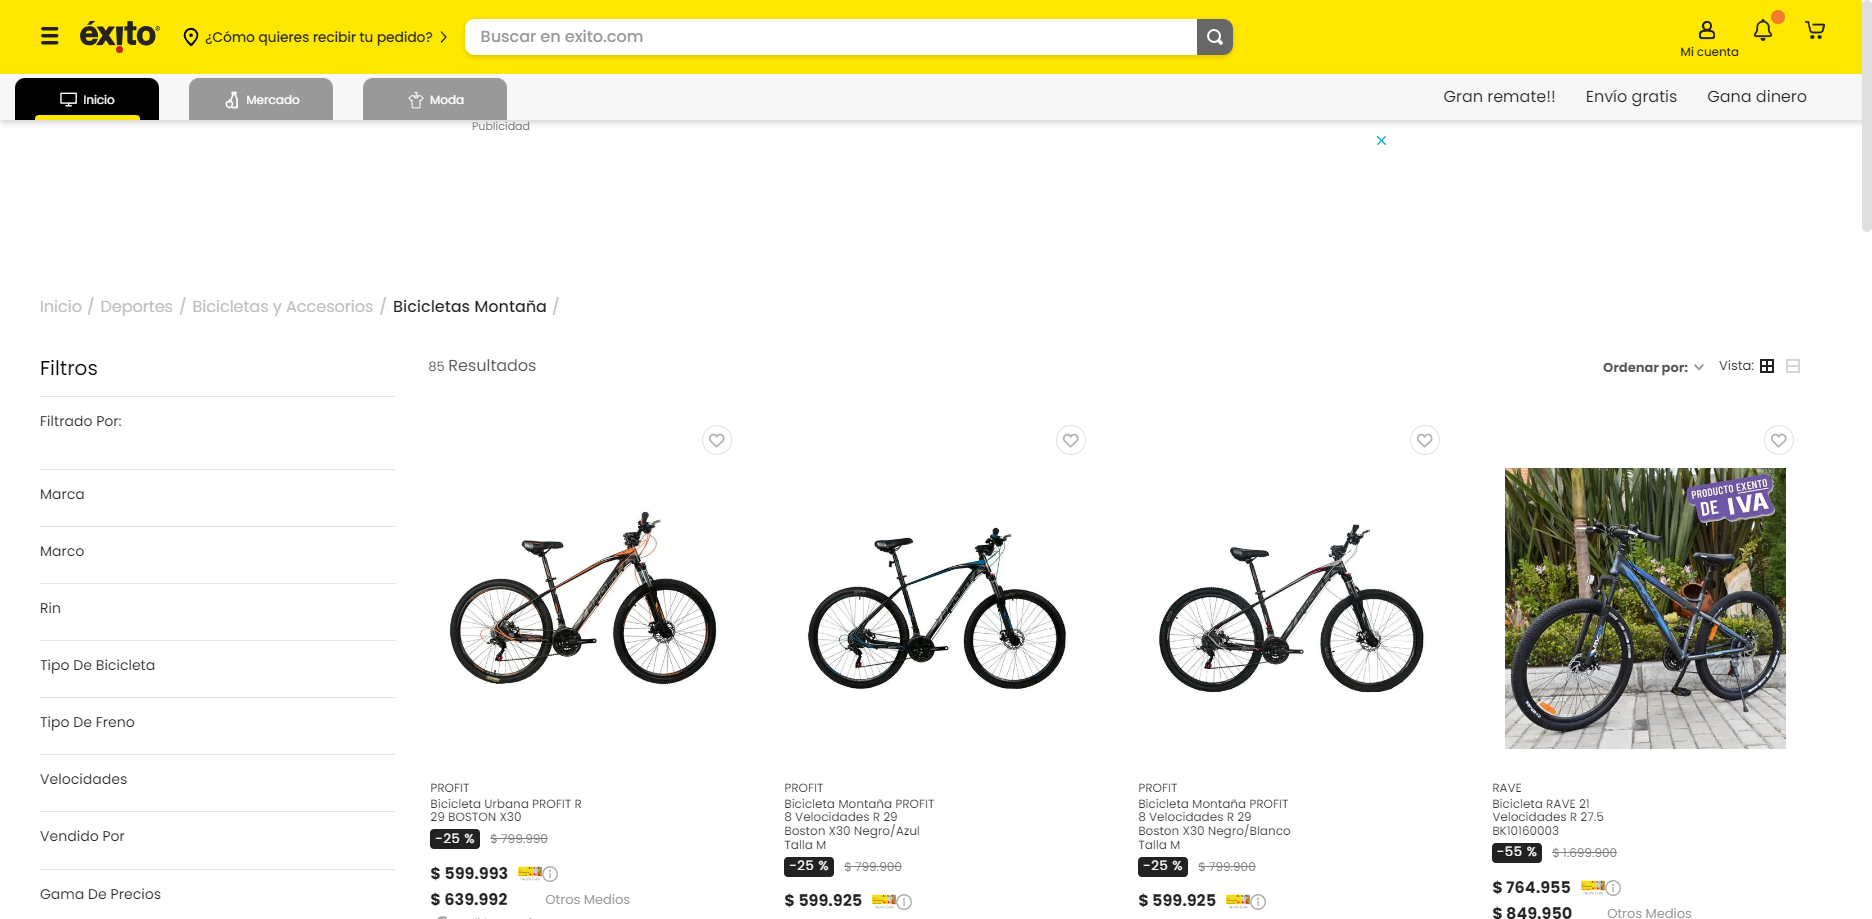 éxito
¿Cómo quieres recibir tu pedido?
Buscar en exito.com
Mi cuenta
Inicio
Mercado
Moda
Gran remate!!
Envío gratis
Gana dinero
Publicidad
Inicio / Deportes / Bicicletas y Accesorios / Bicicletas Montaña /
Filtros
85 Resultados
Ordenar por:
Vista:
Filtrado Por:
Marca
Marco
Rin
Tipo De Bicicleta
Tipo De Freno
Velocidades
Vendido Por
Gama De Precios
PROFIT
Bicicleta Urbana PROFIT R
29 BOSTON X30
-25 % $ 799.990
$ 599.993
$ 639.992 Otros Medios
PROFIT
Bicicleta Montaña PROFIT
8 Velocidades R 29
Boston X30 Negro/Azul
Talla M
-25 % $ 799.900
$ 599.925
PROFIT
Bicicleta Montaña PROFIT
8 Velocidades R 29
Boston X30 Negro/Blanco
Talla M
-25 % $ 799.900
$ 599.925
PRODUCTO EXENTO
DE IVA
RAVE
Bicicleta RAVE 21
Velocidades R 27.5
BK10160003
-55 % $ 1.699.900
$ 764.955
$ 849.950 Otros Medios